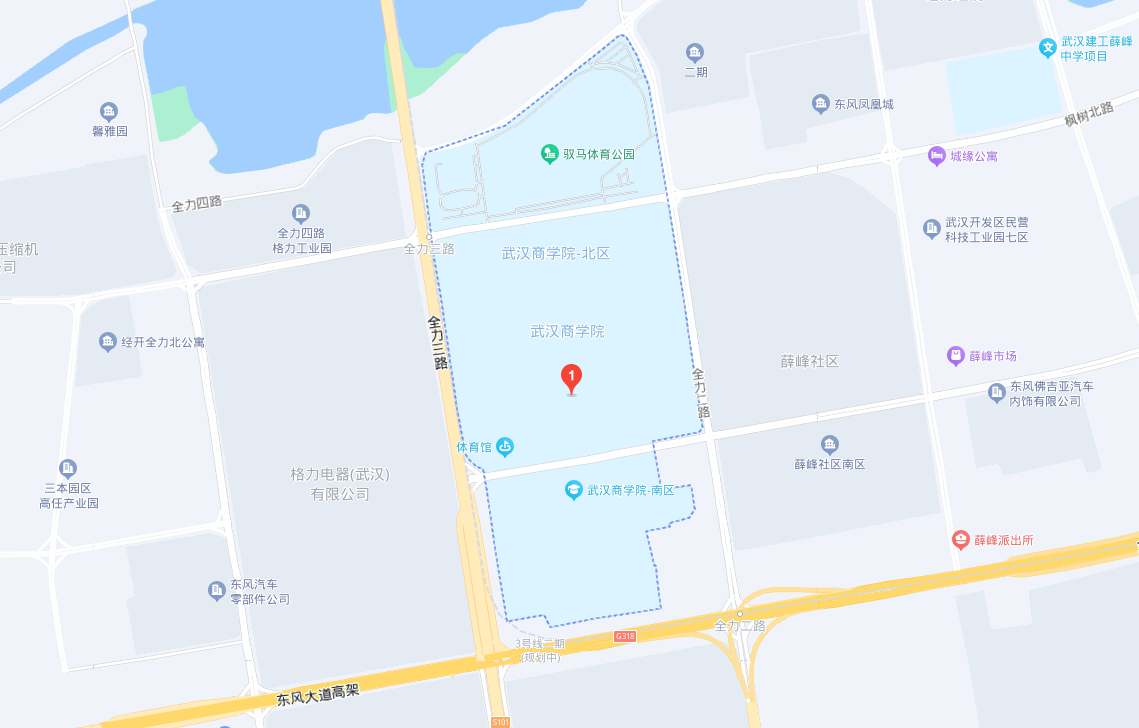 武汉建工薛峰
中学项目
二期
东风凤凰城
枫树北路
馨雅园
驭马体育公园
城缘公寓
全力四路
全力四路
格力工业园
武汉开发区民营
科技工业园七区
压缩机
公司
全力三路
武汉商学院-北区
武汉商学院
全力三路
经开全力北公寓
1
薛峰社区
薛峰市场
全力二路
东风佛吉亚汽车
内饰有限公司
体育馆
薛峰社区南区
格力电器(武汉)
有限公司
三本园区
高任产业园
武汉商学院-南区
薛峰派出所
东风汽车
零部件公司
全力二路
G318
3号线二期
(规划中)
东风大道高架
S101